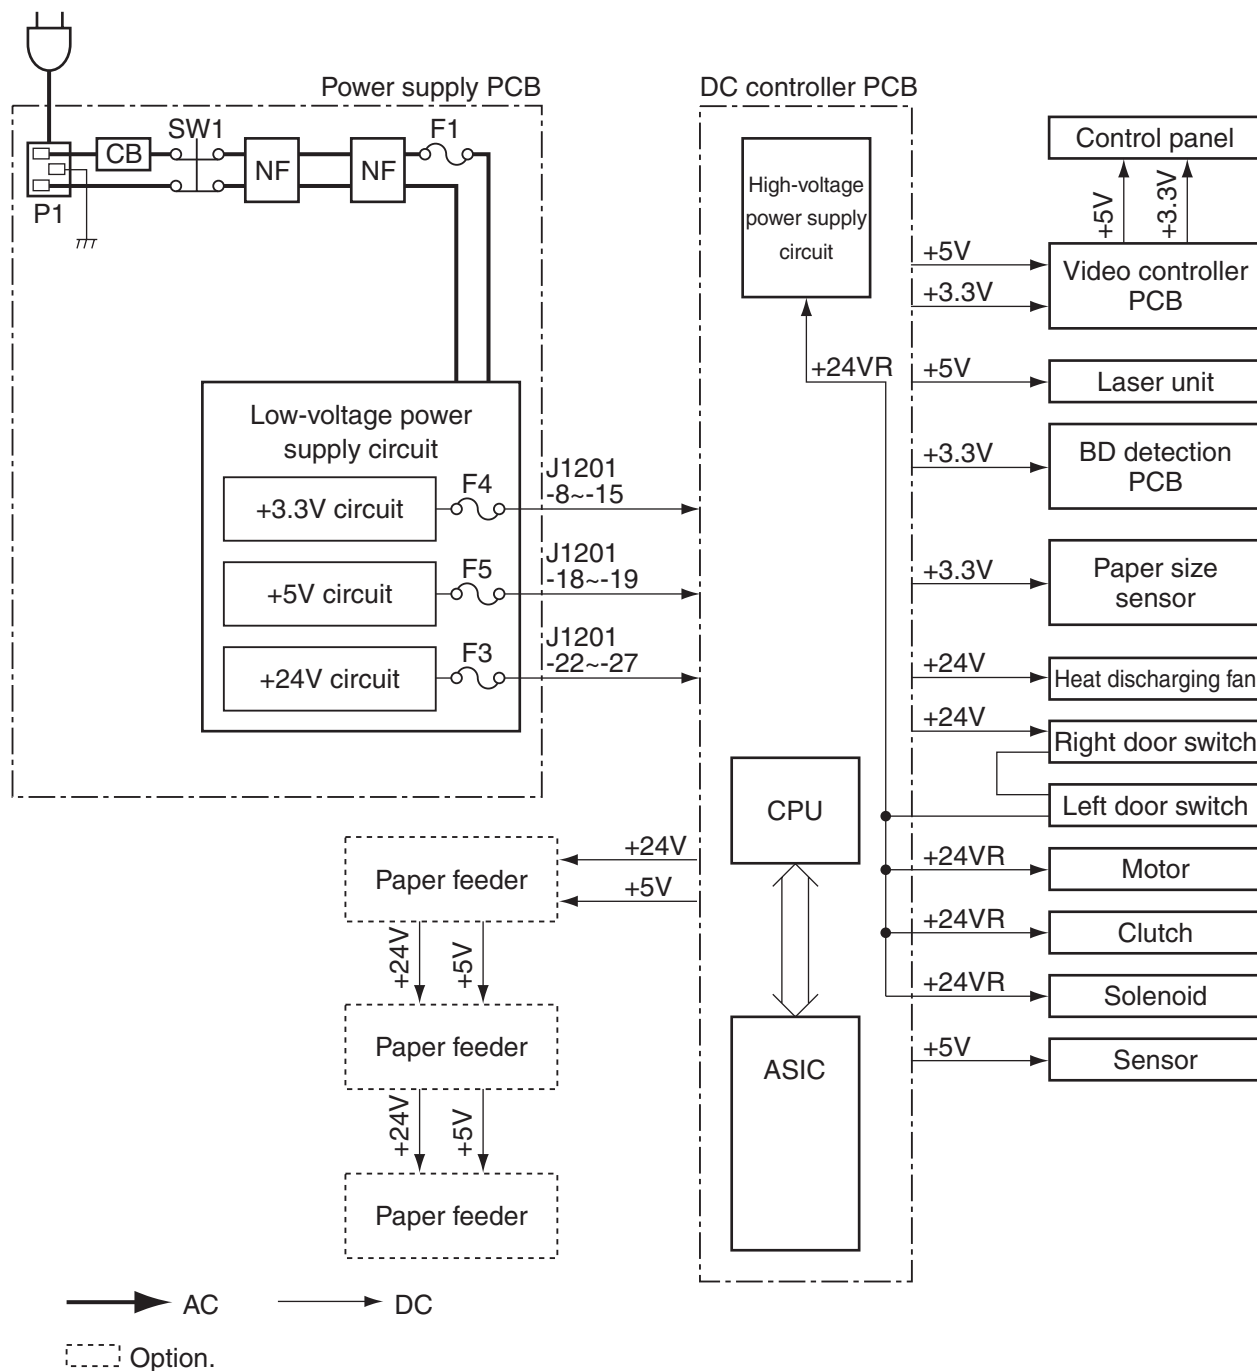 Power supply PCB
DC controller PCB
SW1
F1
CB
NF
NF
P1
High-voltage
power supply
circuit
Control panel
+5V
+3.3V
+5V
+3.3V
Video controller
PCB
+24VR
+5V
Laser unit
Low-voltage power
supply circuit
+3.3V
BD detection
PCB
+3.3V circuit
F4
J1201
-8~-15
+5V circuit
F5
J1201
-18~-19
+3.3V
Paper size
sensor
+24V circuit
F3
J1201
-22~-27
+24V
Heat discharging fan
+24V
Right door switch
Left door switch
CPU
+24V
+5V
Paper feeder
+24VR
Motor
+24V
+5V
+24VR
Clutch
+24VR
Solenoid
Paper feeder
ASIC
+5V
Sensor
+24V
+5V
Paper feeder
AC
DC
Option.